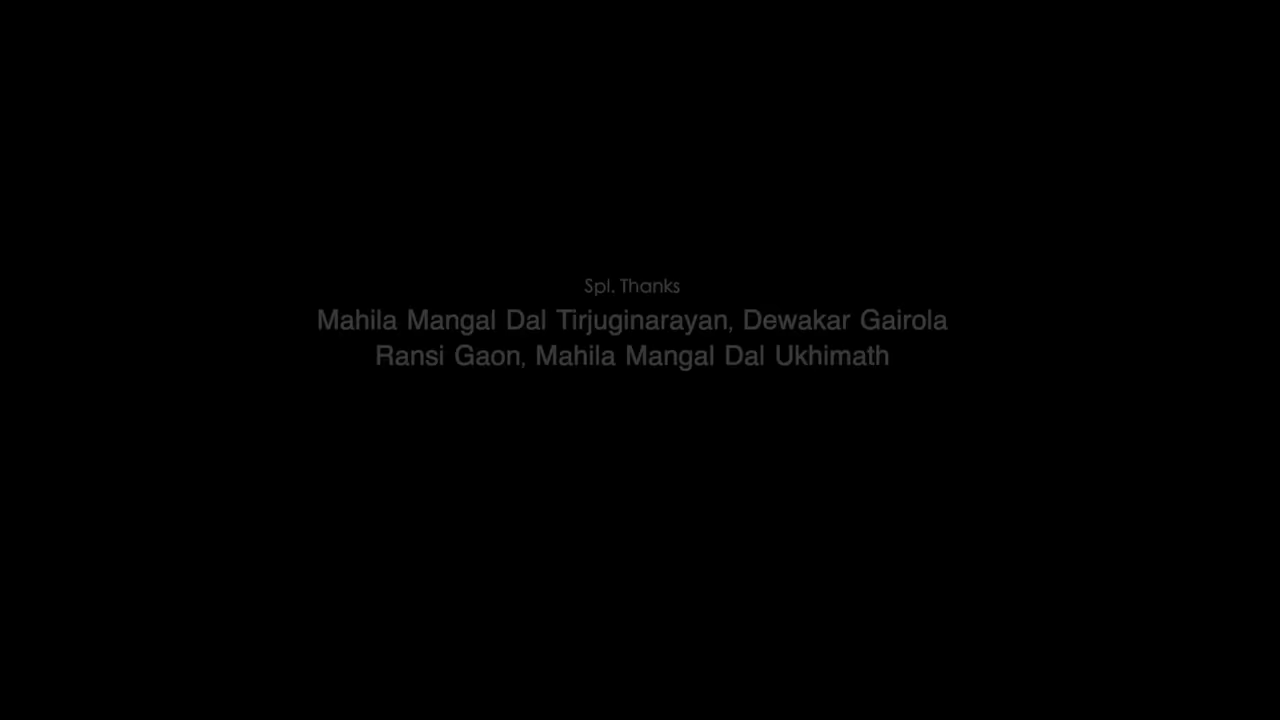 Spl. Thanks
Mahila Mangal Dal Tirjuginarayan, Dewakar Gairola
Ransi Gaon, Mahila Mangal Dal Ukhimath